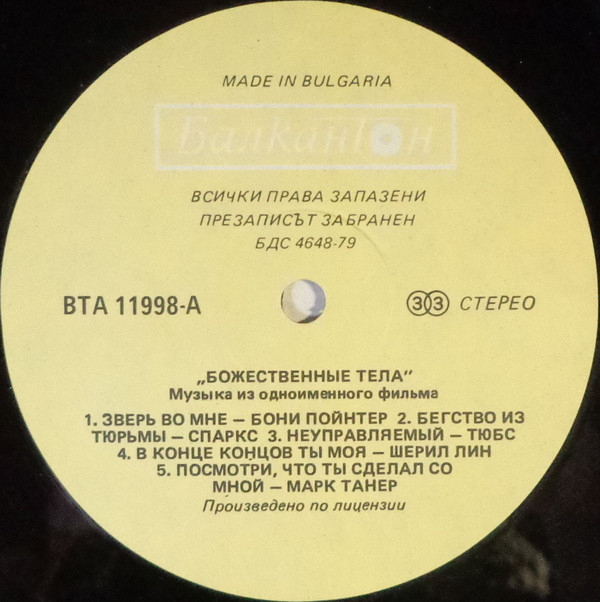 MADE IN BULGARIA
Балкантон
ВСИЧКИ ПРАВА ЗАПАЗЕНИ
ПРЕЗАПИСЪТ ЗАБРАНЕН
БДС 4648-79
ВТА 11998-А
33 СТЕРЕО
„БОЖЕСТВЕННЫЕ ТЕЛА"
Музыка из одноименного фильма
1. ЗВЕРЬ ВО МНЕ – БОНИ ПОЙНТЕР 2. БЕГСТВО ИЗ
ТЮРЬМЫ – СПАРКС 3. НЕУПРАВЛЯЕМЫЙ – ТЮБС
4. В КОНЦЕ КОНЦОВ ТЫ МОЯ – ШЕРИЛ ЛИН
5. ПОСМОТРИ, ЧТО ТЫ СДЕЛАЛ СО
МНОЙ – МАРК ТАНЕР
Произведено по лицензии